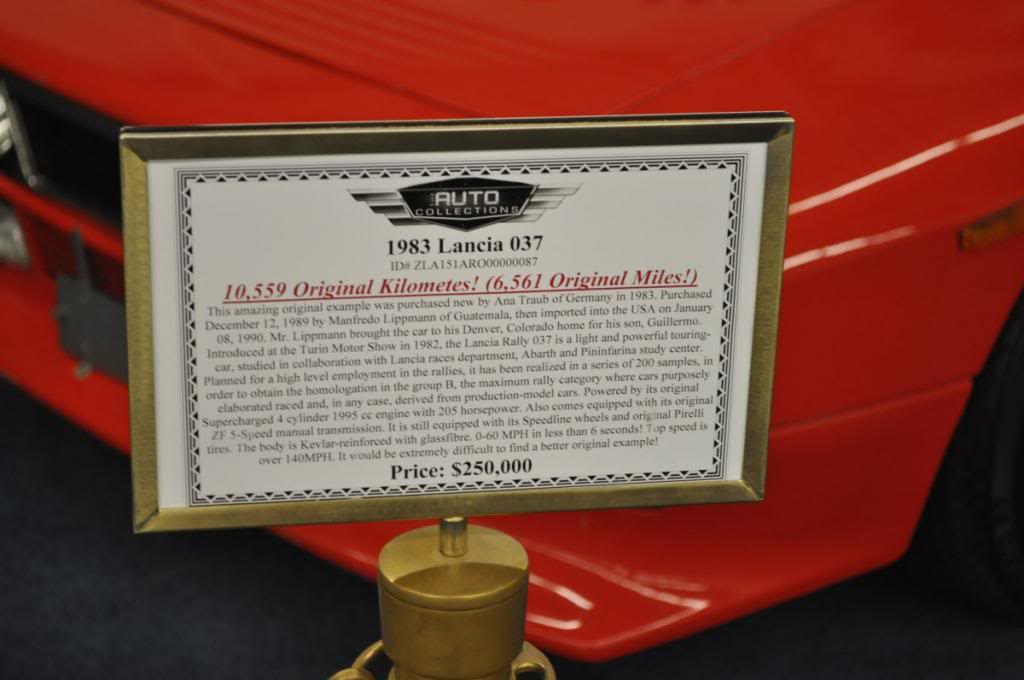 THE AUTO
COLLECTIONS
1983 Lancia 037
ID# ZLA151ARO00000087
10,559 Original Kilometes! (6,561 Original Miles!)
This amazing original example was purchased new by Ana Traub of Germany in 1983. Purchased
December 12, 1989 by Manfredo Lippmann of Guatemala, then imported into the USA on January
08, 1990. Mr. Lippmann brought the car to his Denver, Colorado home for his son, Guillermo.
Introduced at the Turin Motor Show in 1982, the Lancia Rally 037 is a light and powerful touring-
car, studied in collaboration with Lancia races department, Abarth and Pininfarina study center.
Planned for a high level employment in the rallies, it has been realized in a series of 200 samples, in
order to obtain the homologation in the group B, the maximum rally category where cars purposely
elaborated raced and, in any case, derived from production-model cars. Powered by its original
Supercharged 4 cylinder 1995 cc engine with 205 horsepower. Also comes equipped with its original
ZF 5-Speed manual transmission. It is still equipped with its Speedline wheels and original Pirelli
tires. The body is Kevlar-reinforced with glassfibre. 0-60 MPH in less than 6 seconds! Top speed is
over 140MPH. It would be extremely difficult to find a better original example!
Price: $250,000